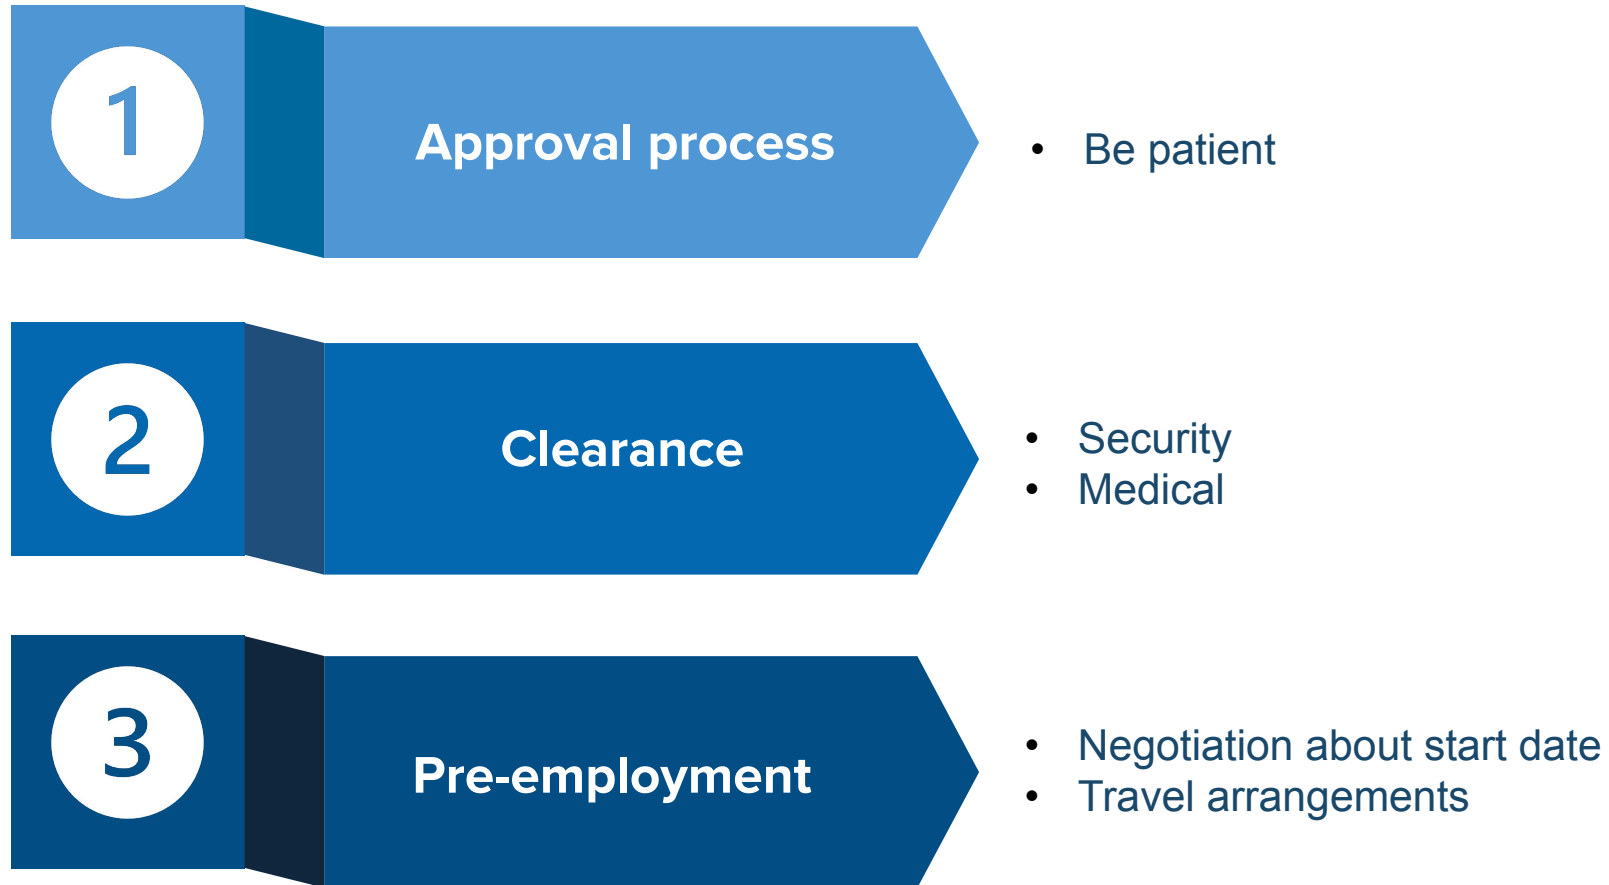 1
Approval process
• Be patient
2
Clearance
• Security
• Medical
3
Pre-employment
• Negotiation about start date
• Travel arrangements